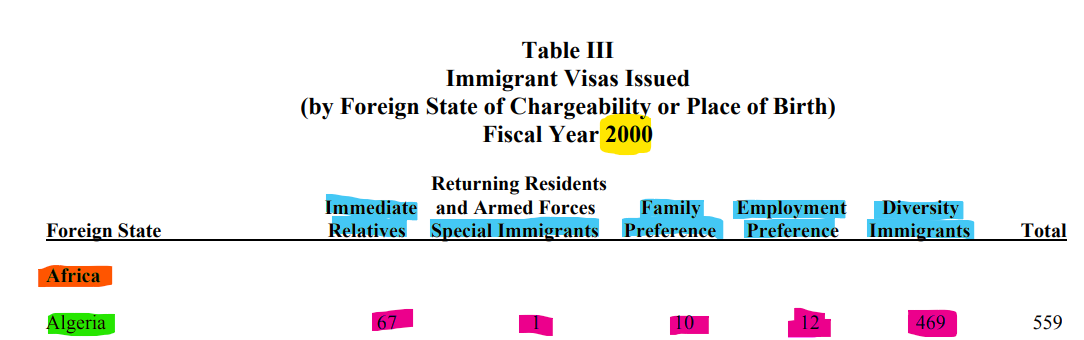 Table III
Immigrant Visas Issued
(by Foreign State of Chargeability or Place of Birth)
Fiscal Year 2000
Returning Residents
Immediate and Armed Forces Family Employment Diversity
Foreign State Relatives Special Immigrants Preference Preference Immigrants Total
Africa
Algeria 67 1 10 12 469 559